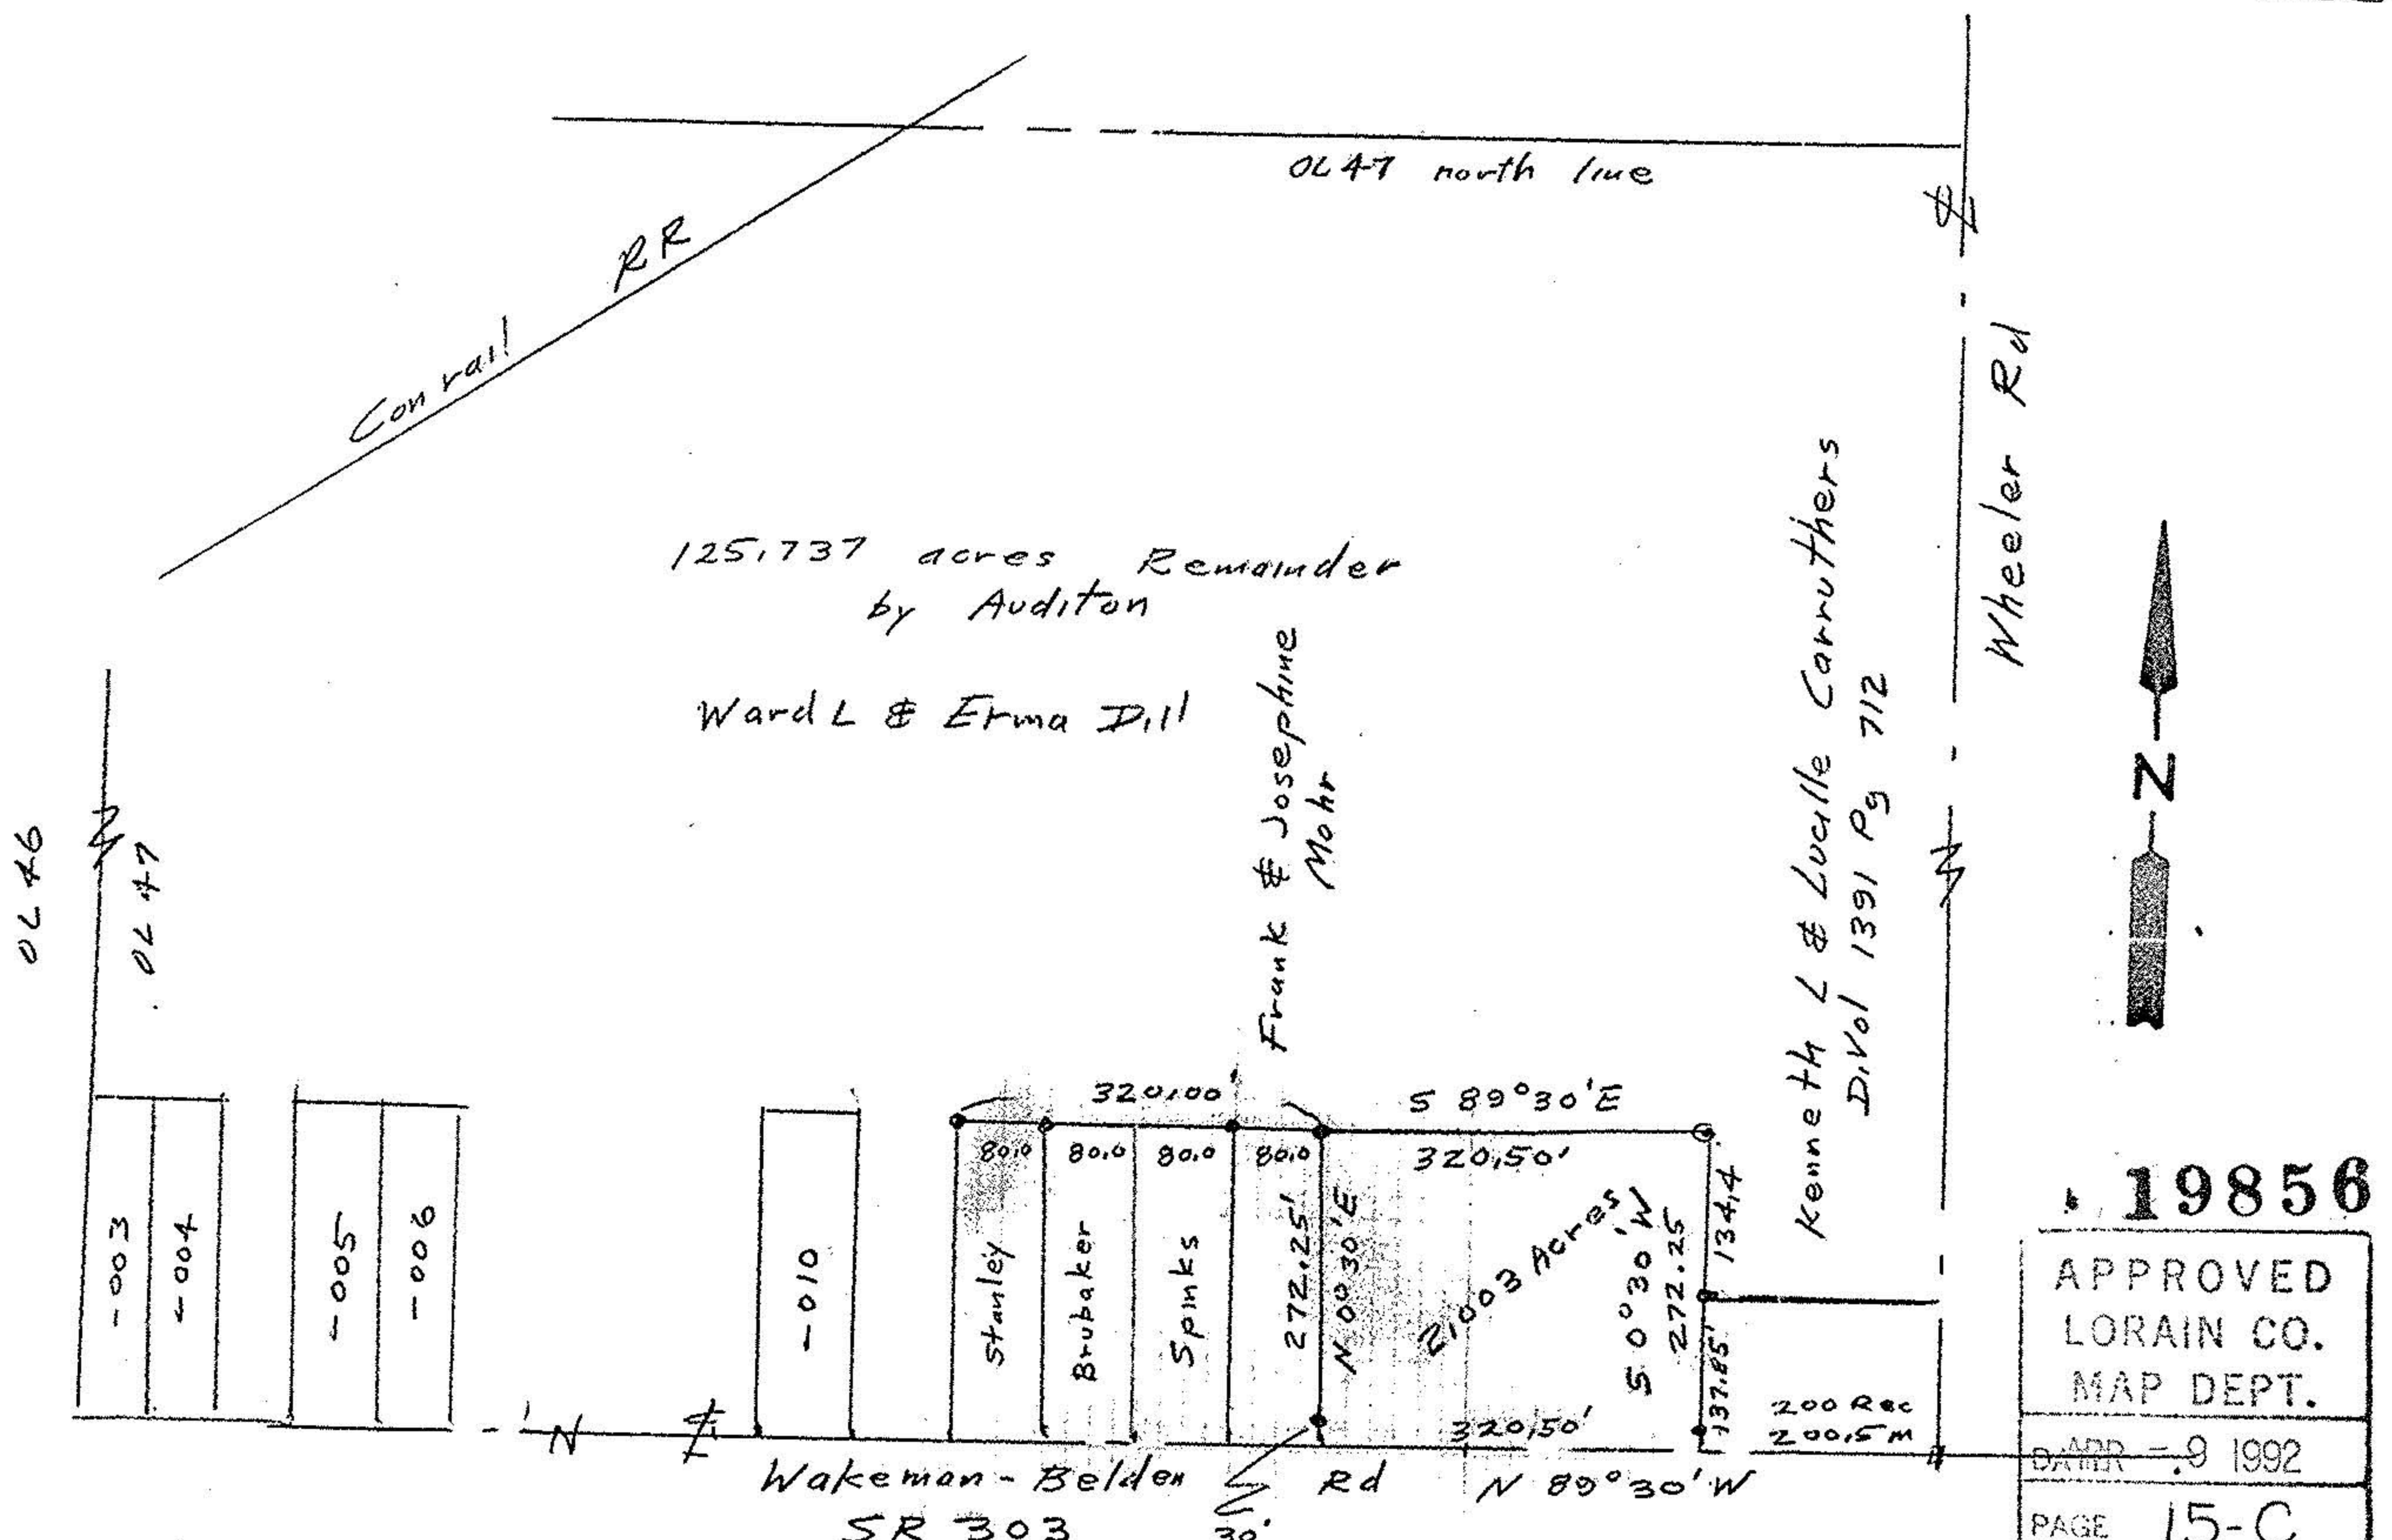 OL 47 north line
Conrail RR
Wheeler Rd
125.737 acres Remainder
by Auditon
Ward L & Erma Dill
Frank & Josephine
Mohr
Kenneth L & Lucille Carruthers
D.Vol 1391 Pg 712
N
OL 46
OL 47
320.00'
S 89°30'E
80.0
80.0
80.0
80.0
320.50'
-003
-004
-005
-006
-010
Stanley
Brubaker
Spinks
272.25'
N 0°30'E
2.003 Acres
S 0°30'W
272.25
134.4
137.85'
320.50'
200 Rec
200.5 M
Wakeman-Belden Rd
N 89°30'W
SR 303
30'
19856
APPROVED
LORAIN CO.
MAP DEPT.
APR -9 1992
PAGE 15-C